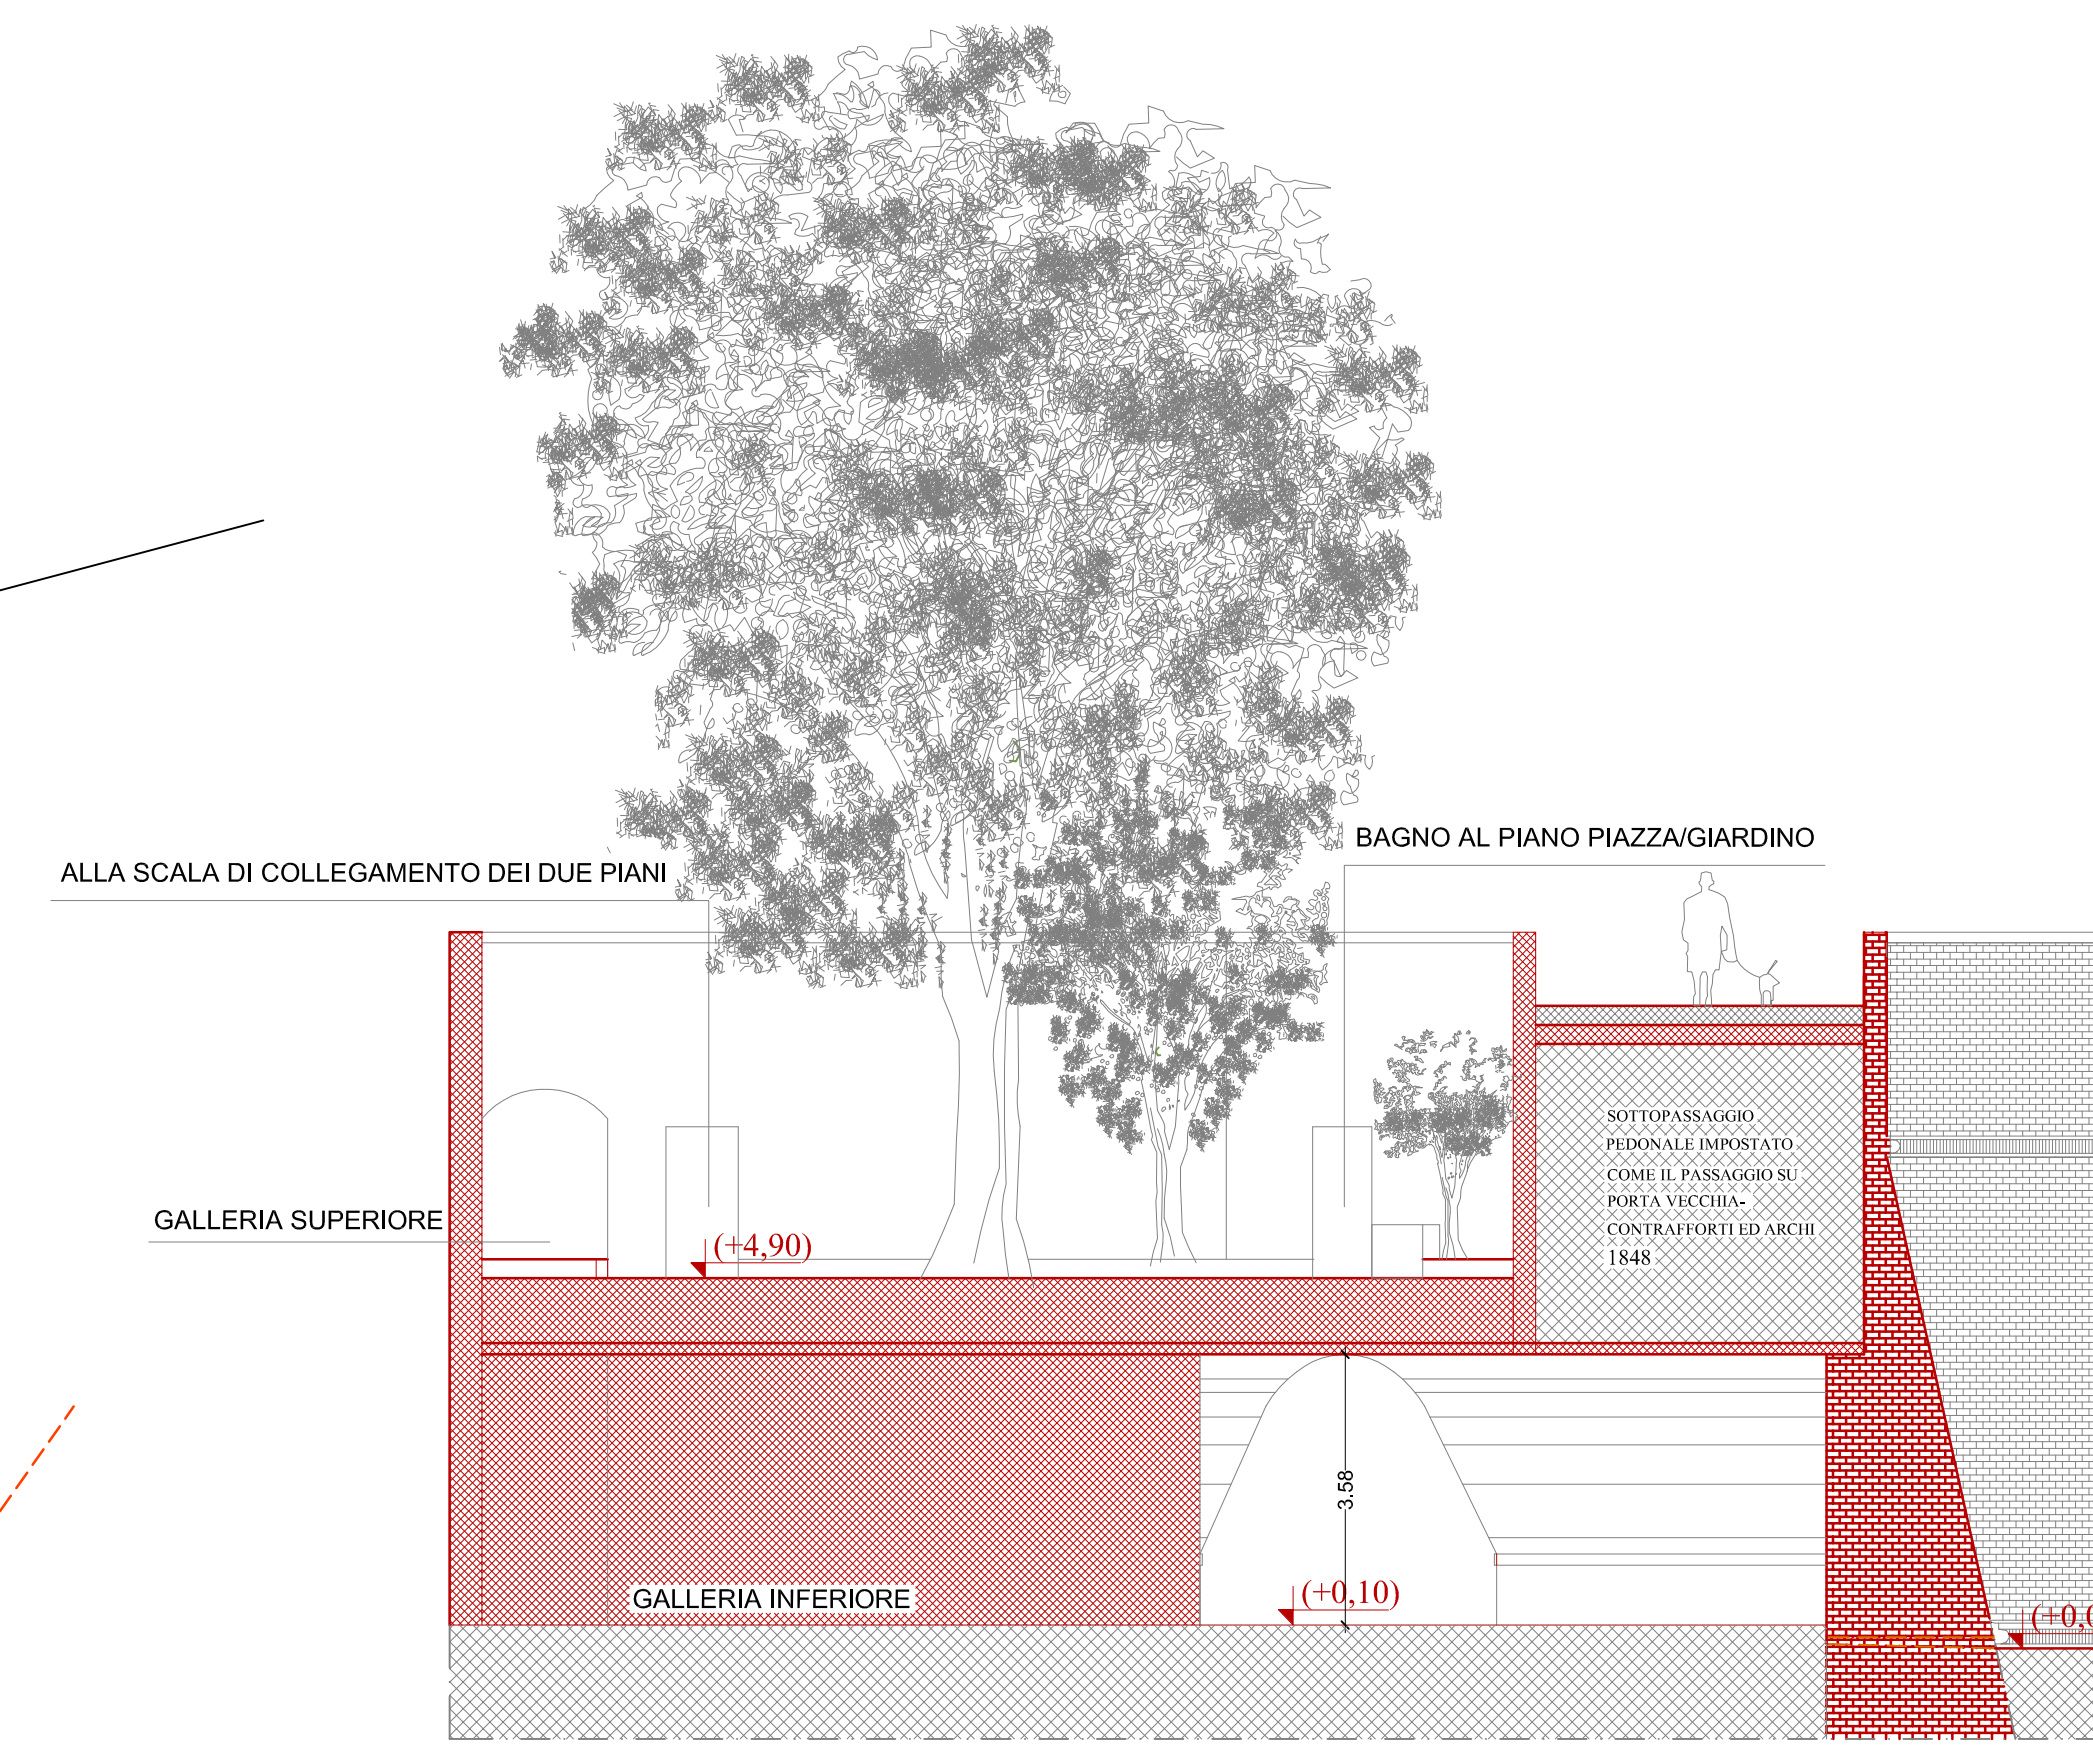 BAGNO AL PIANO PIAZZA/GIARDINO
ALLA SCALA DI COLLEGAMENTO DEI DUE PIANI
SOTTOPASSAGGIO
PEDONALE IMPOSTATO
COME IL PASSAGGIO SU
PORTA VECCHIA-
CONTRAFFORTI ED ARCHI
1848
GALLERIA SUPERIORE
(+4,90)
3.58
GALLERIA INFERIORE
(+0,10)